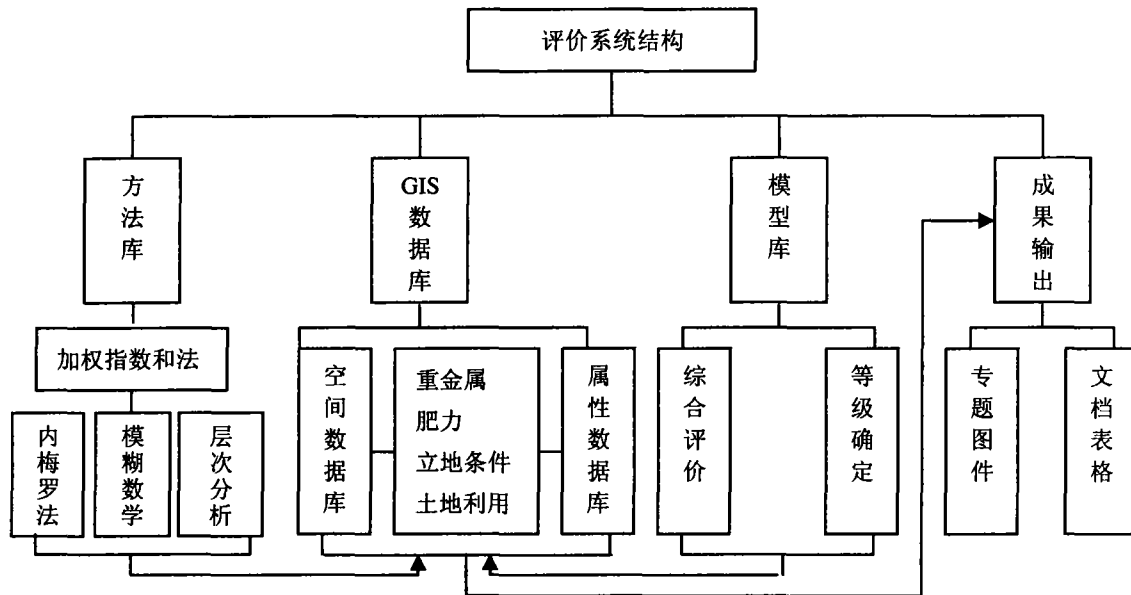 评价系统结构
方法库
GIS
数据库
模型库
成果输出
加权指数和法
内梅罗法
模糊数学
层次分析
空间数据库
重金属
肥力
立地条件
土地利用
属性数据库
综合评价
等级确定
专题图件
文档表格